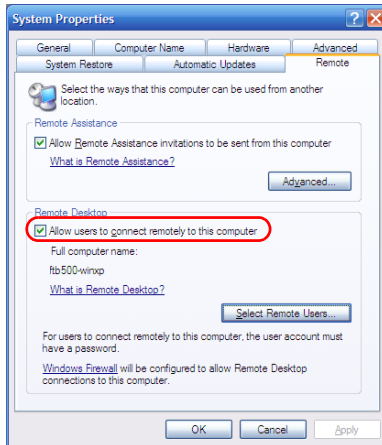 System Properties
General Computer Name Hardware Advanced
System Restore Automatic Updates Remote
Select the ways that this computer can be used from another
location.
Remote Assistance
Allow Remote Assistance invitations to be sent from this computer
What is Remote Assistance?
Advanced...
Remote Desktop
Allow users to connect remotely to this computer
Full computer name:
ftb500-winxp
What is Remote Desktop?
Select Remote Users...
For users to connect remotely to this computer, the user account must
have a password.
Windows Firewall will be configured to allow Remote Desktop
connections to this computer.
OK Cancel Apply